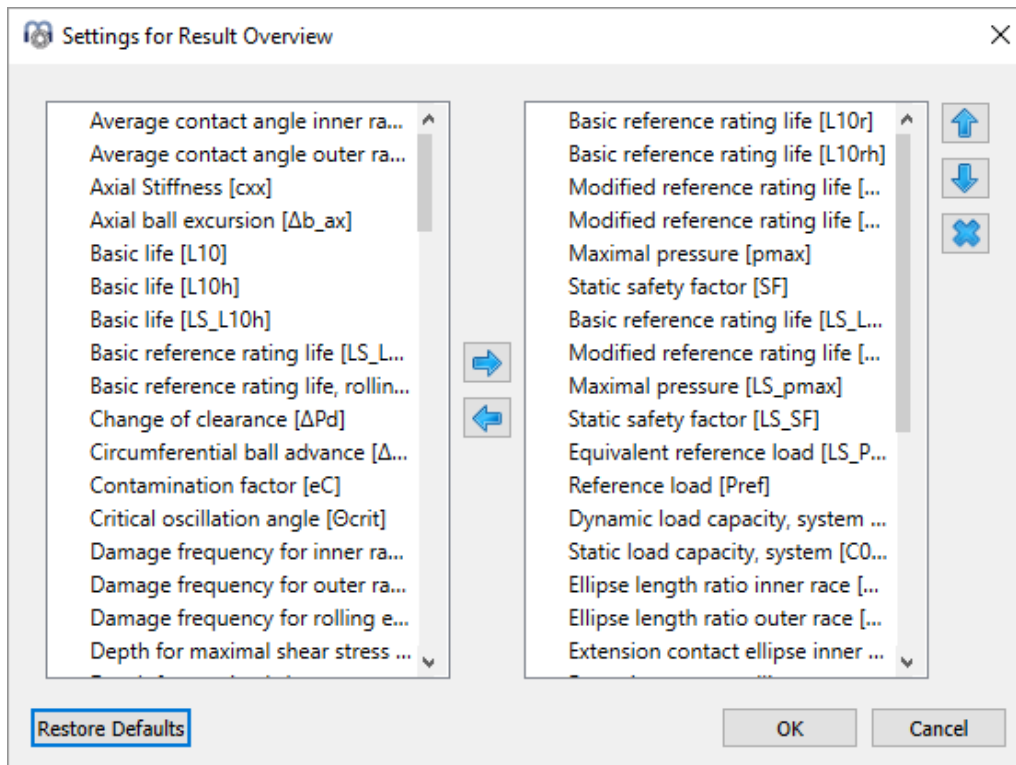 Settings for Result Overview
Average contact angle inner ra...
Average contact angle outer ra...
Axial Stiffness [cxx]
Axial ball excursion [Δb_ax]
Basic life [L10]
Basic life [L10h]
Basic life [LS_L10h]
Basic reference rating life [LS_L...
Basic reference rating life, rollin...
Change of clearance [ΔPd]
Circumferential ball advance [Δ...
Contamination factor [eC]
Critical oscillation angle [Θcrit]
Damage frequency for inner ra...
Damage frequency for outer ra...
Damage frequency for rolling e...
Depth for maximal shear stress ...
Basic reference rating life [L10r]
Basic reference rating life [L10rh]
Modified reference rating life [...
Modified reference rating life [...
Maximal pressure [pmax]
Static safety factor [SF]
Basic reference rating life [LS_L...
Modified reference rating life [...
Maximal pressure [LS_pmax]
Static safety factor [LS_SF]
Equivalent reference load [LS_P...
Reference load [Pref]
Dynamic load capacity, system ...
Static load capacity, system [C0...
Ellipse length ratio inner race [...
Ellipse length ratio outer race [...
Extension contact ellipse inner ...
Restore Defaults
OK
Cancel